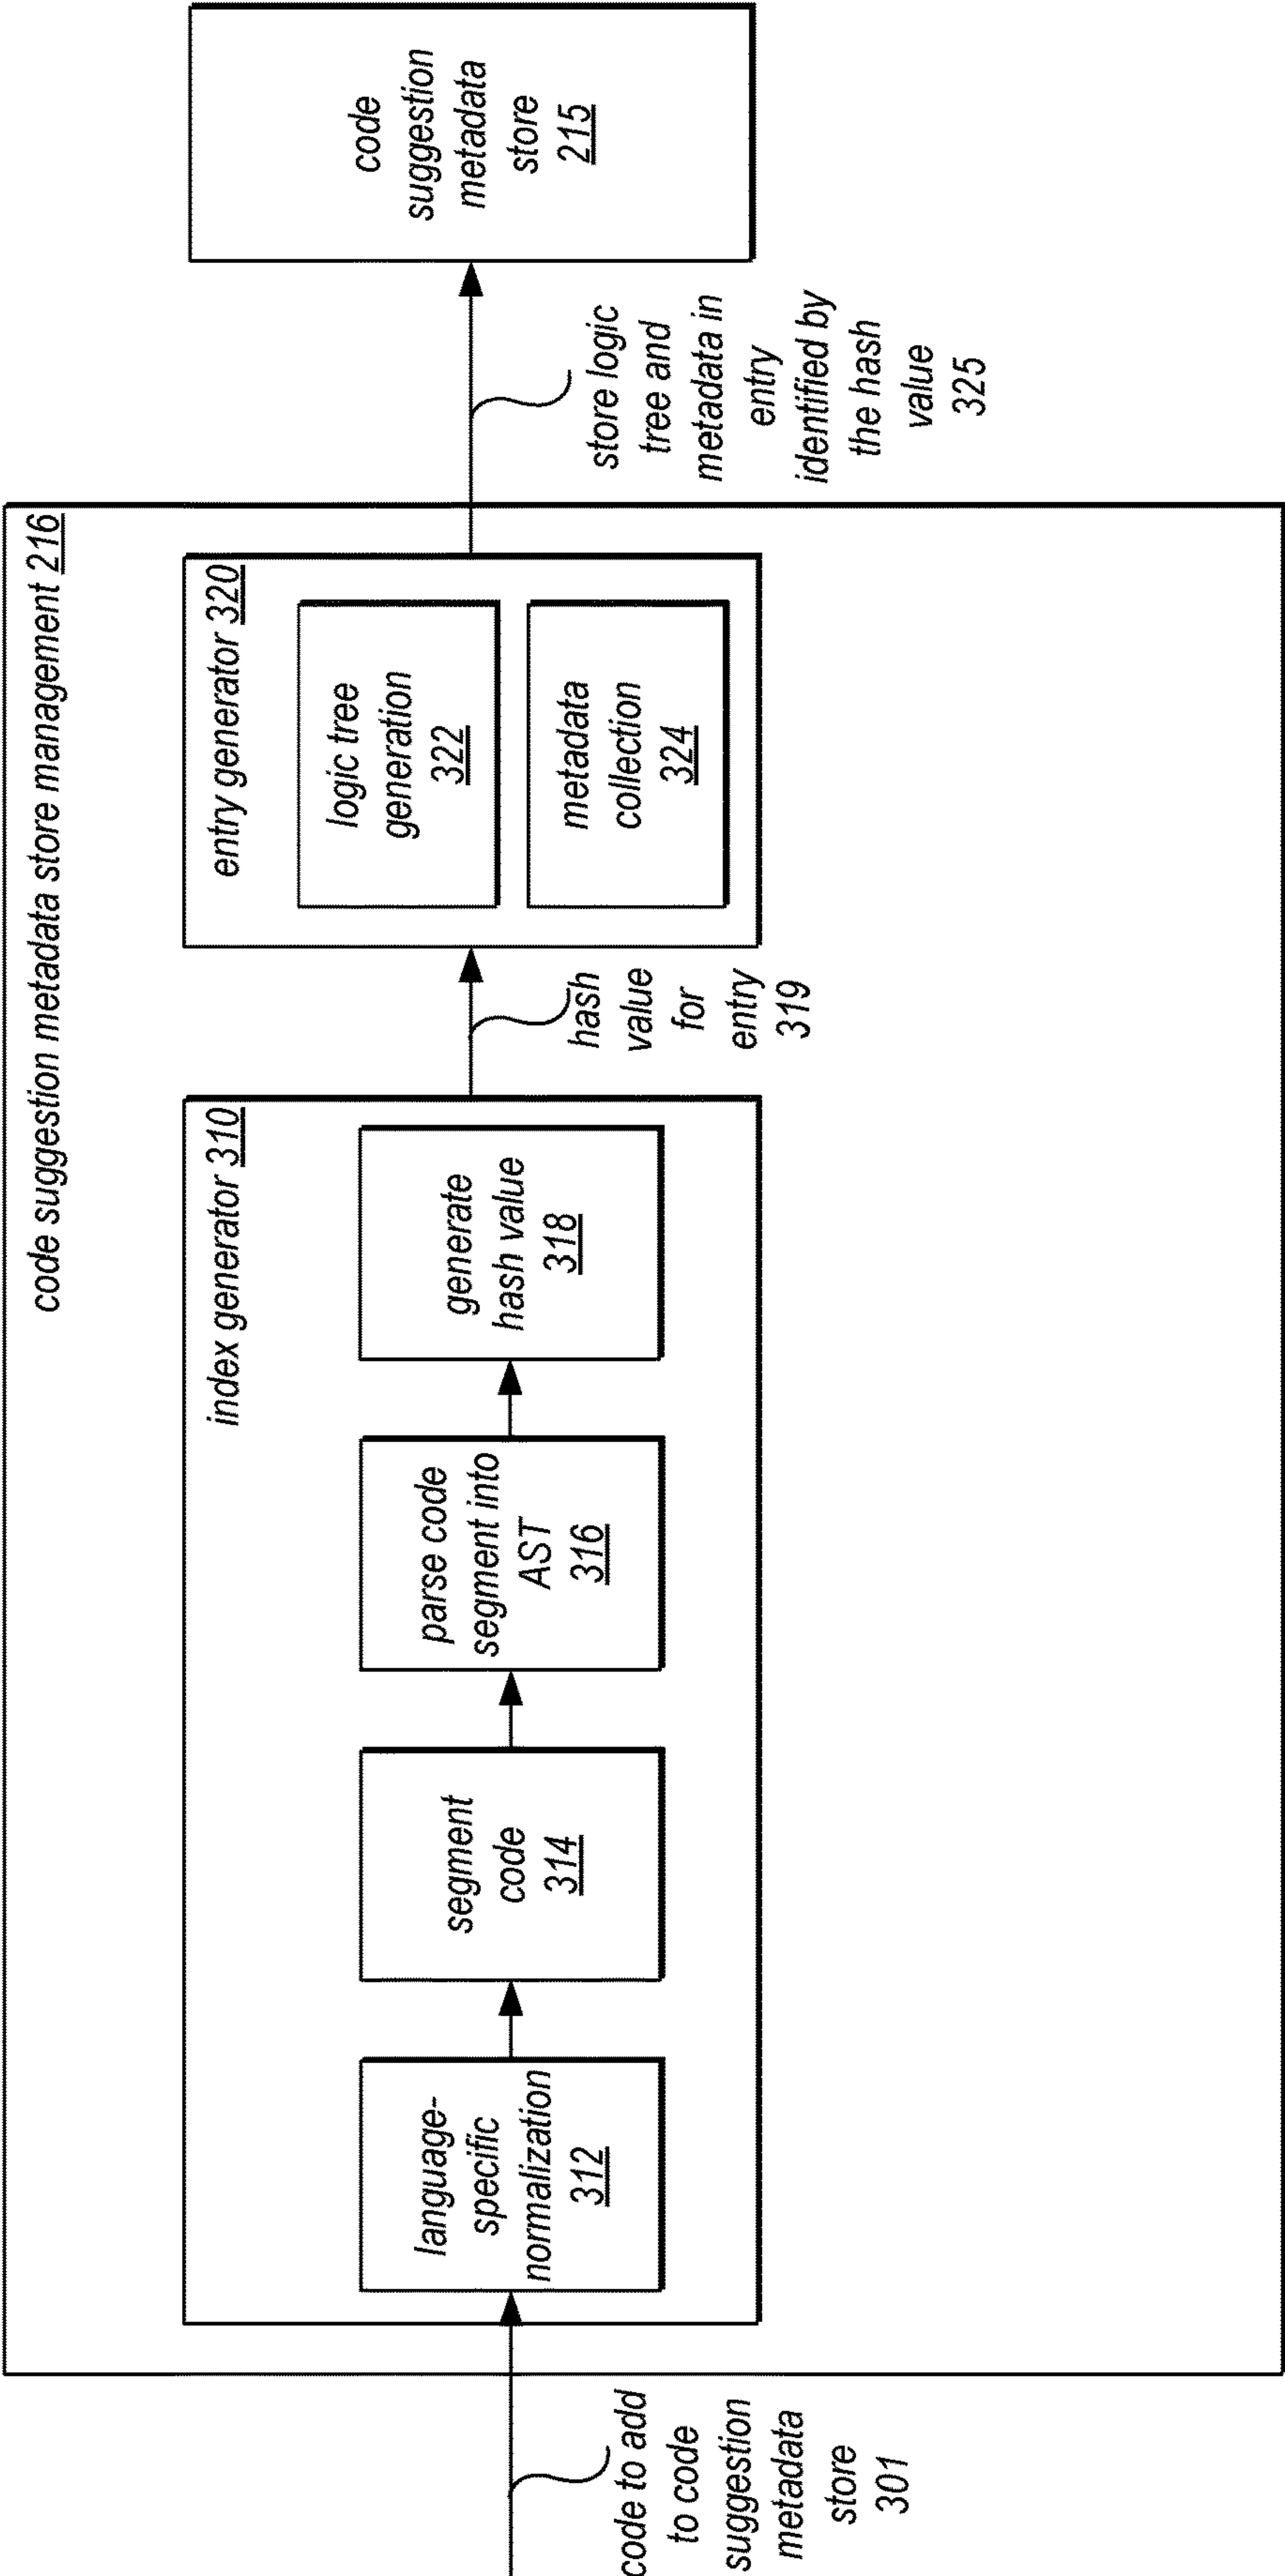 code suggestion metadata store management 216
code to add
to code
suggestion
metadata
store
301
index generator 310
language-
specific
normalization
312
segment
code
314
parse code
segment into
AST
316
generate
hash value
318
hash
value
for
entry
319
entry generator 320
logic tree
generation
322
metadata
collection
324
store logic
tree and
metadata in
entry
identified by
the hash
value
325
code
suggestion
metadata
store
215